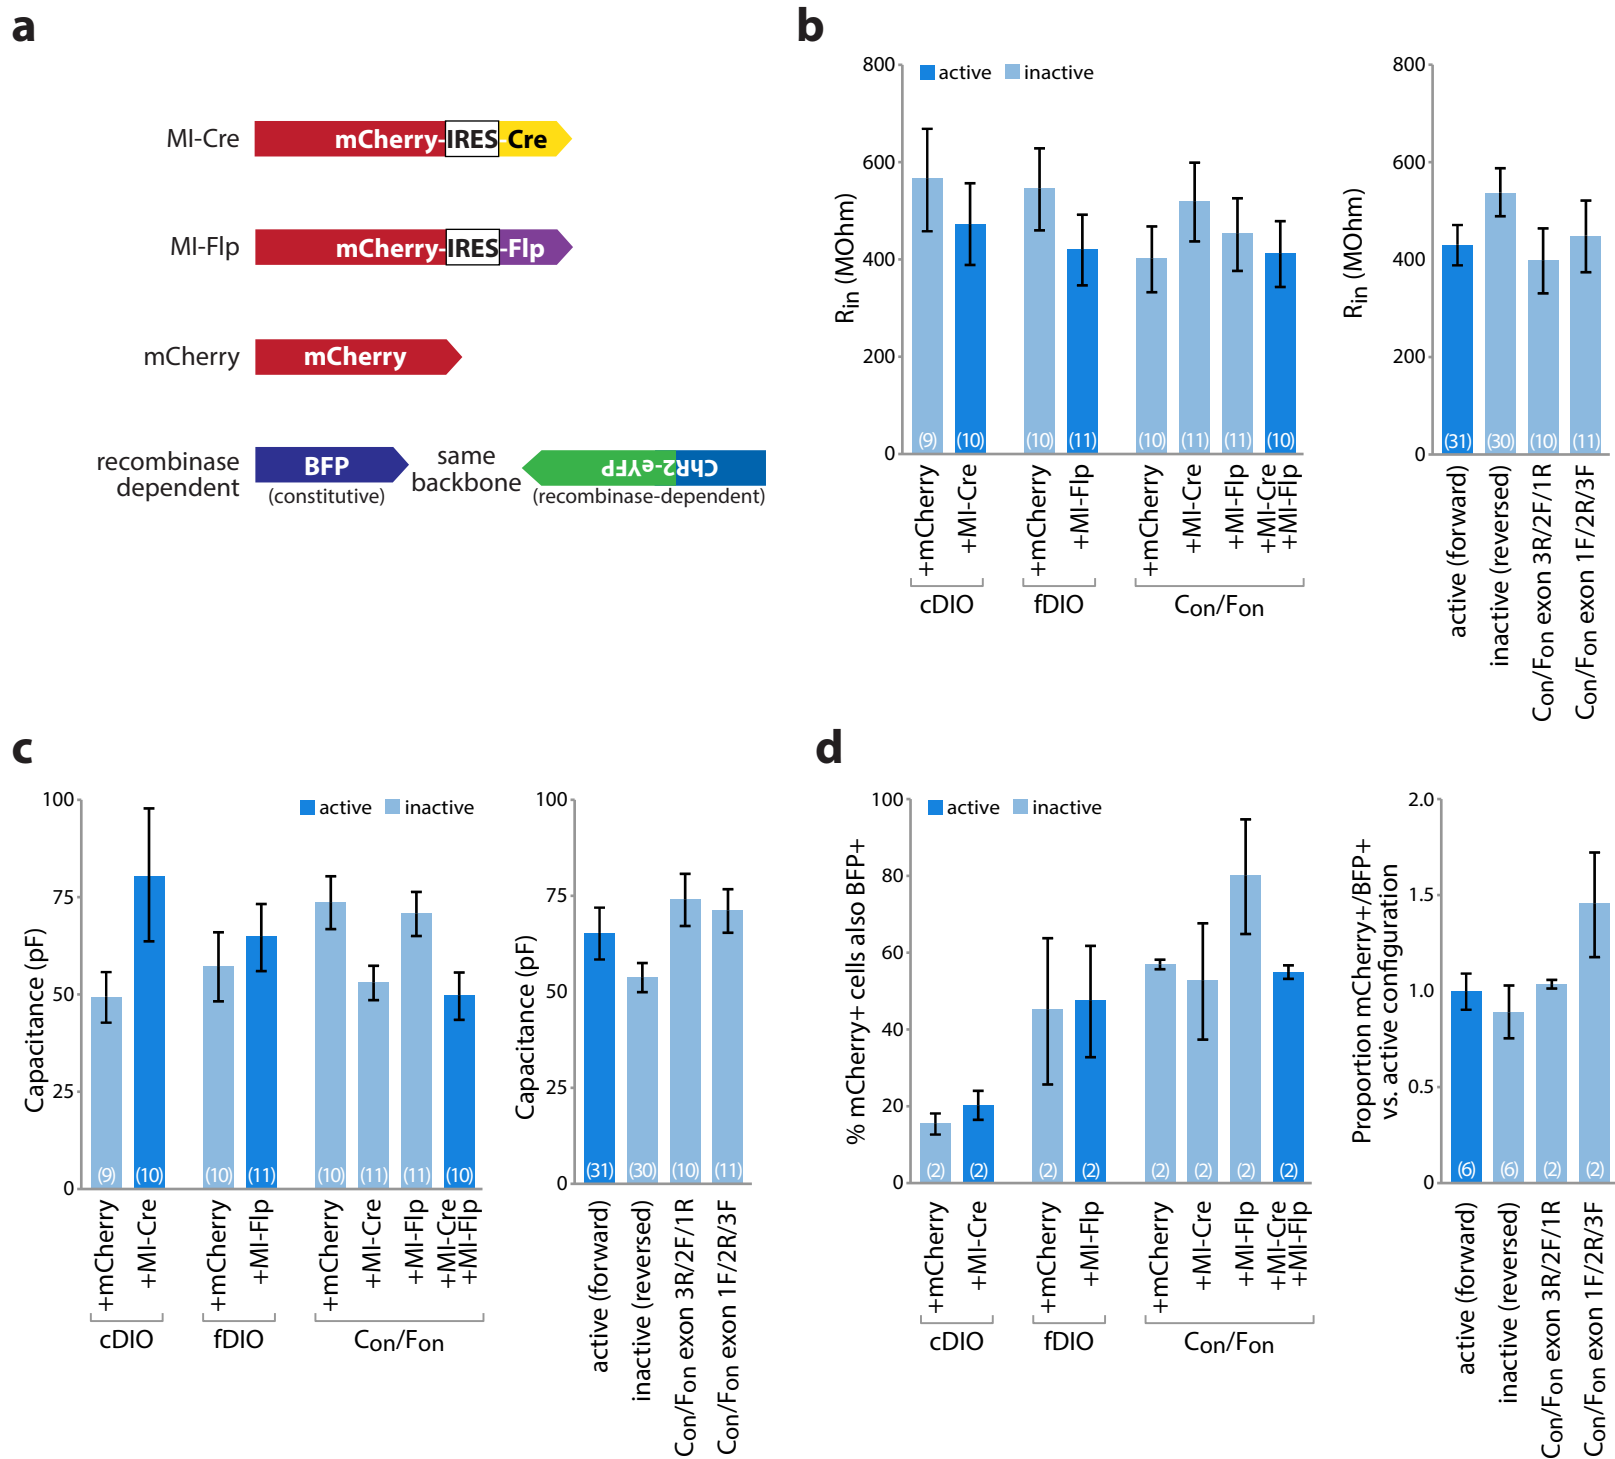 a
MI-Cre
mCherry-IRES-Cre
MI-Flp
mCherry-IRES-Flp
mCherry
mCherry
recombinase
dependent
BFP
(constitutive)
same
backbone
ChR2-eYFP
(recombinase-dependent)
b
active
inactive
800
600
400
200
0
Rin (MOhm)
(9)
(10)
(10)
(11)
(10)
(11)
(11)
(10)
+mCherry
+MI-Cre
+mCherry
+MI-Flp
+mCherry
+MI-Cre
+MI-Flp
+MI-Cre
+MI-Flp
cDIO
fDIO
Con/Fon
800
600
400
200
0
Rin (MOhm)
(31)
(30)
(10)
(11)
active (forward)
inactive (reversed)
Con/Fon exon 3R/2F/1R
Con/Fon exon 1F/2R/3F
c
active
inactive
100
75
50
25
0
Capacitance (pF)
(9)
(10)
(10)
(11)
(10)
(11)
(11)
(10)
+mCherry
+MI-Cre
+mCherry
+MI-Flp
+mCherry
+MI-Cre
+MI-Flp
+MI-Cre
+MI-Flp
cDIO
fDIO
Con/Fon
100
75
50
25
0
Capacitance (pF)
(31)
(30)
(10)
(11)
active (forward)
inactive (reversed)
Con/Fon exon 3R/2F/1R
Con/Fon exon 1F/2R/3F
d
active
inactive
100
80
60
40
20
0
% mCherry+ cells also BFP+
(2)
(2)
(2)
(2)
(2)
(2)
(2)
(2)
+mCherry
+MI-Cre
+mCherry
+MI-Flp
+mCherry
+MI-Cre
+MI-Flp
+MI-Cre
+MI-Flp
cDIO
fDIO
Con/Fon
2.0
1.5
1.0
0.5
0
Proportion mCherry+/BFP+
vs. active configuration
(6)
(6)
(2)
(2)
active (forward)
inactive (reversed)
Con/Fon exon 3R/2F/1R
Con/Fon exon 1F/2R/3F